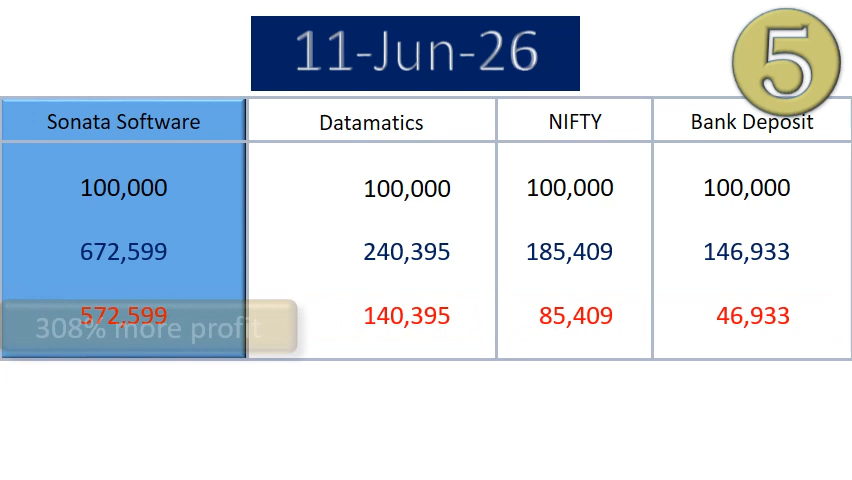 11-Jun-26
5
Sonata Software Datamatics NIFTY Bank Deposit
100,000 100,000 100,000 100,000
672,599 240,395 185,409 146,933
572,599 140,395 85,409 46,933
308% more profit